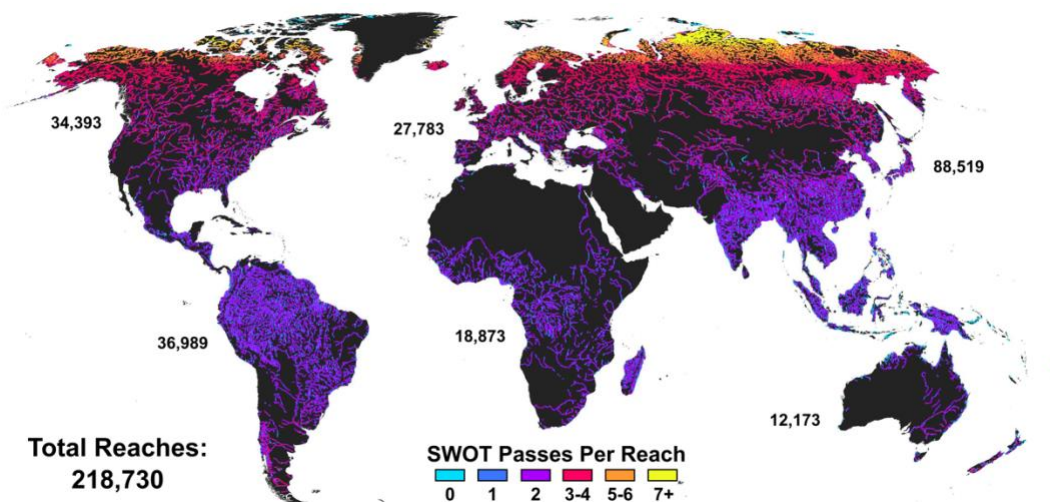 34,393
27,783
88,519
36,989
18,873
12,173
Total Reaches:
218,730
SWOT Passes Per Reach
0 1 2 3-4 5-6 7+